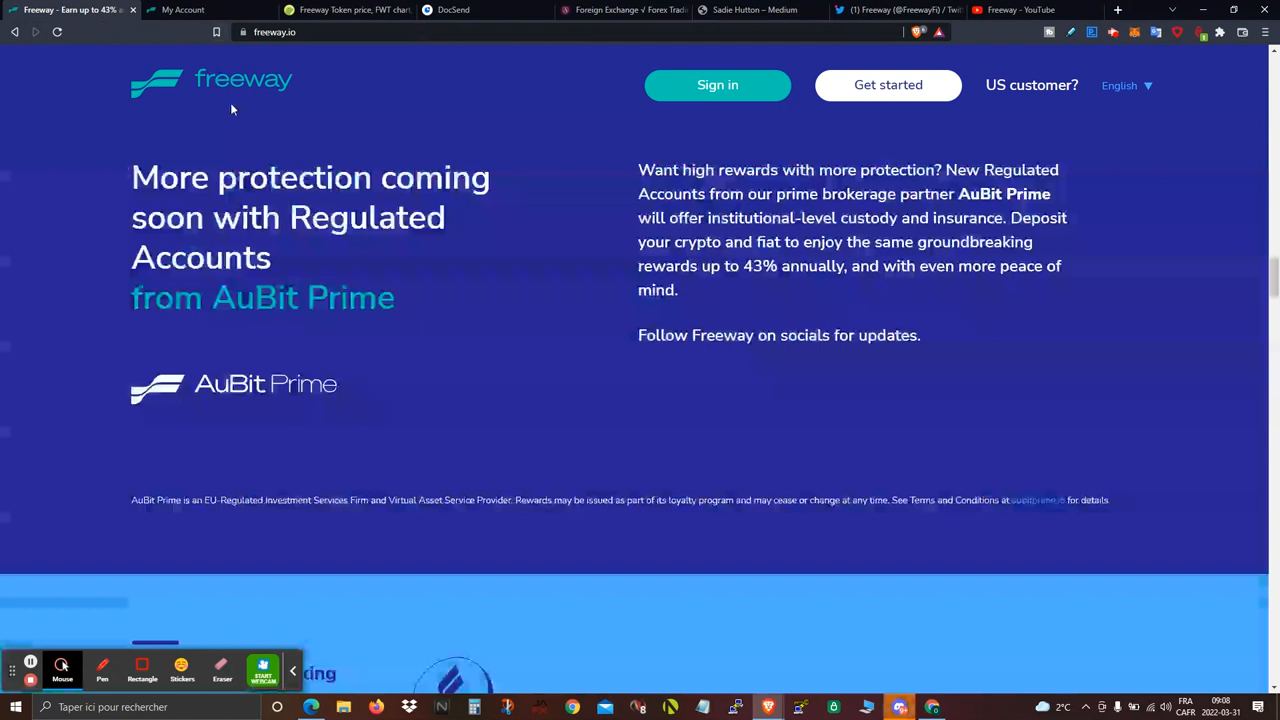 Freeway - Earn up to 43% a
My Account
Freeway Token price, FWT chart,
DocSend
Foreign Exchange √ Forex Tradi
Sadie Hutton – Medium
(1) Freeway (@FreewayFi) / Twit
Freeway - YouTube
freeway.io
freeway
Sign in
Get started
US customer?
English
More protection coming
soon with Regulated
Accounts
from AuBit Prime
Want high rewards with more protection? New Regulated
Accounts from our prime brokerage partner AuBit Prime
will offer institutional-level custody and insurance. Deposit
your crypto and fiat to enjoy the same groundbreaking
rewards up to 43% annually, and with even more peace of
mind.
Follow Freeway on socials for updates.
AuBit Prime
AuBit Prime is an EU-Regulated Investment Services Firm and Virtual Asset Service Provider. Rewards may be issued as part of its loyalty program and may cease or change at any time. See Terms and Conditions at for details.
king
Mouse
Pen
Rectangle
Stickers
Eraser
START
WEBCAM
Taper ici pour rechercher
2°C
FRA
CAFR
09:08
2022-03-31